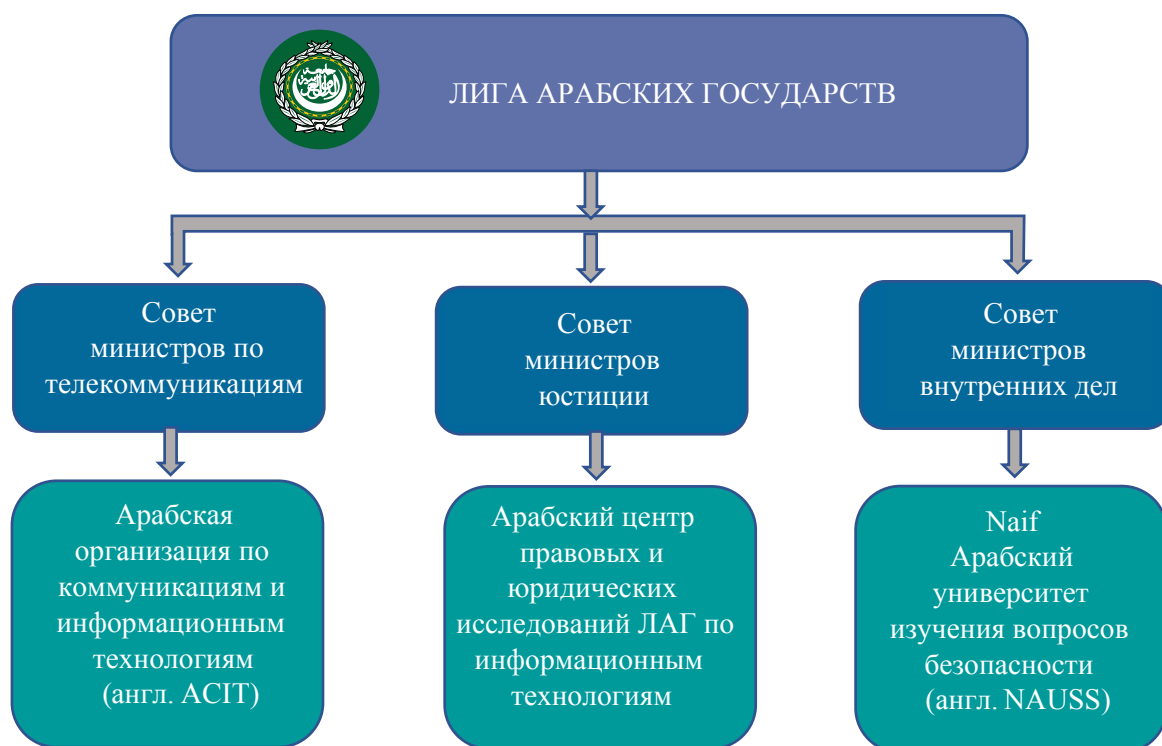 ЛИГА АРАБСКИХ ГОСУДАРСТВ
Совет
министров по
телекоммуникациям
Совет
министров
юстиции
Совет
министров
внутренних дел
Арабская
организация по
коммуникациям и
информационным
технологиям
(англ. ACIT)
Арабский центр
правовых и
юридических
исследований ЛАГ по
информационным
технологиям
Naif
Арабский
университет
изучения вопросов
безопасности
(англ. NAUSS)